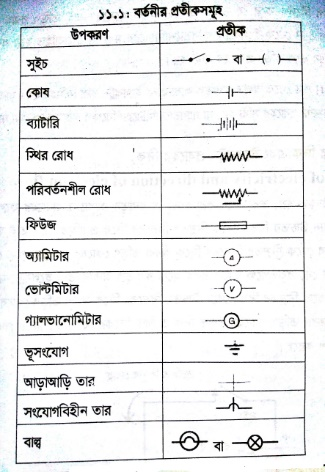 ১১.১: বর্তনীর প্রতীকসমূহ
উপকরণ প্রতীক
সুইচ বা
কোষ
ব্যাটারি
স্থির রোধ
পরিবর্তনশীল রোধ
ফিউজ
অ্যামিটার A
ভোল্টমিটার V
গ্যালভানোমিটার G
ভূসংযোগ
আড়াআড়ি তার
সংযোগবিহীন তার
বাল্ব বা